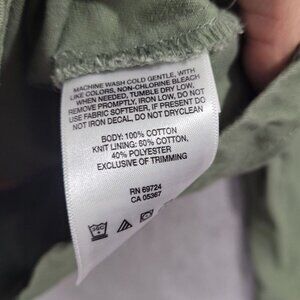 MACHINE WASH COLD GENTLE, WITH
LIKE COLORS, NON-CHLORINE BLEACH
WHEN NEEDED, TUMBLE DRY LOW,
REMOVE PROMPTLY, IRON LOW, DO NOT
USE FABRIC SOFTENER, IF PRESENT DO
NOT IRON DECAL, DO NOT DRYCLEAN
BODY: 100% COTTON
KNIT LINING: 60% COTTON,
40% POLYESTER
EXCLUSIVE OF TRIMMING
RN 69724
CA 05367